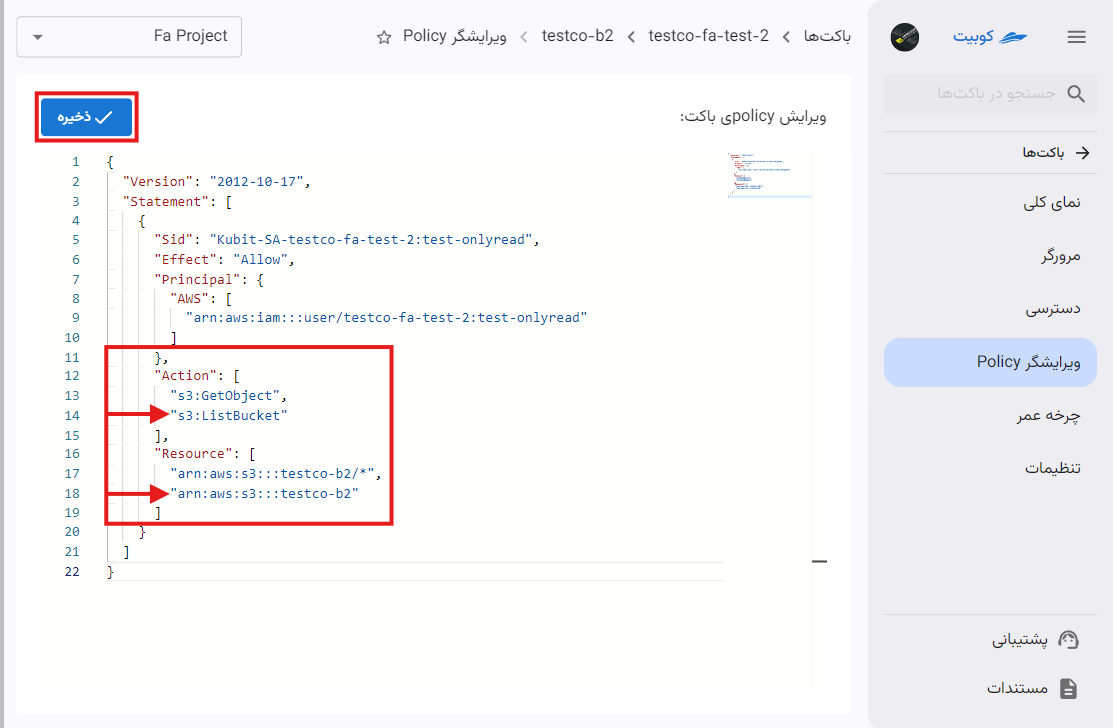 کوبیت
جستجو در باکت‌ها
باکت‌ها
نمای کلی
مرورگر
دسترسی
ویرایشگر Policy
چرخه عمر
تنظیمات
پشتیبانی
مستندات
باکت‌ها > testco-fa-test-2 > testco-b2 > ویرایشگر Policy
Fa Project
ویرایش policyی باکت:
ذخیره
1 {
2 "Version": "2012-10-17",
3 "Statement": [
4 {
5 "Sid": "Kubit-SA-testco-fa-test-2:test-onlyread",
6 "Effect": "Allow",
7 "Principal": {
8 "AWS": [
9 "arn:aws:iam:::user/testco-fa-test-2:test-onlyread"
10 ]
11 },
12 "Action": [
13 "s3:GetObject",
14 "s3:ListBucket"
15 ],
16 "Resource": [
17 "arn:aws:s3:::testco-b2/*",
18 "arn:aws:s3:::testco-b2"
19 ]
20 }
21 ]
22 }